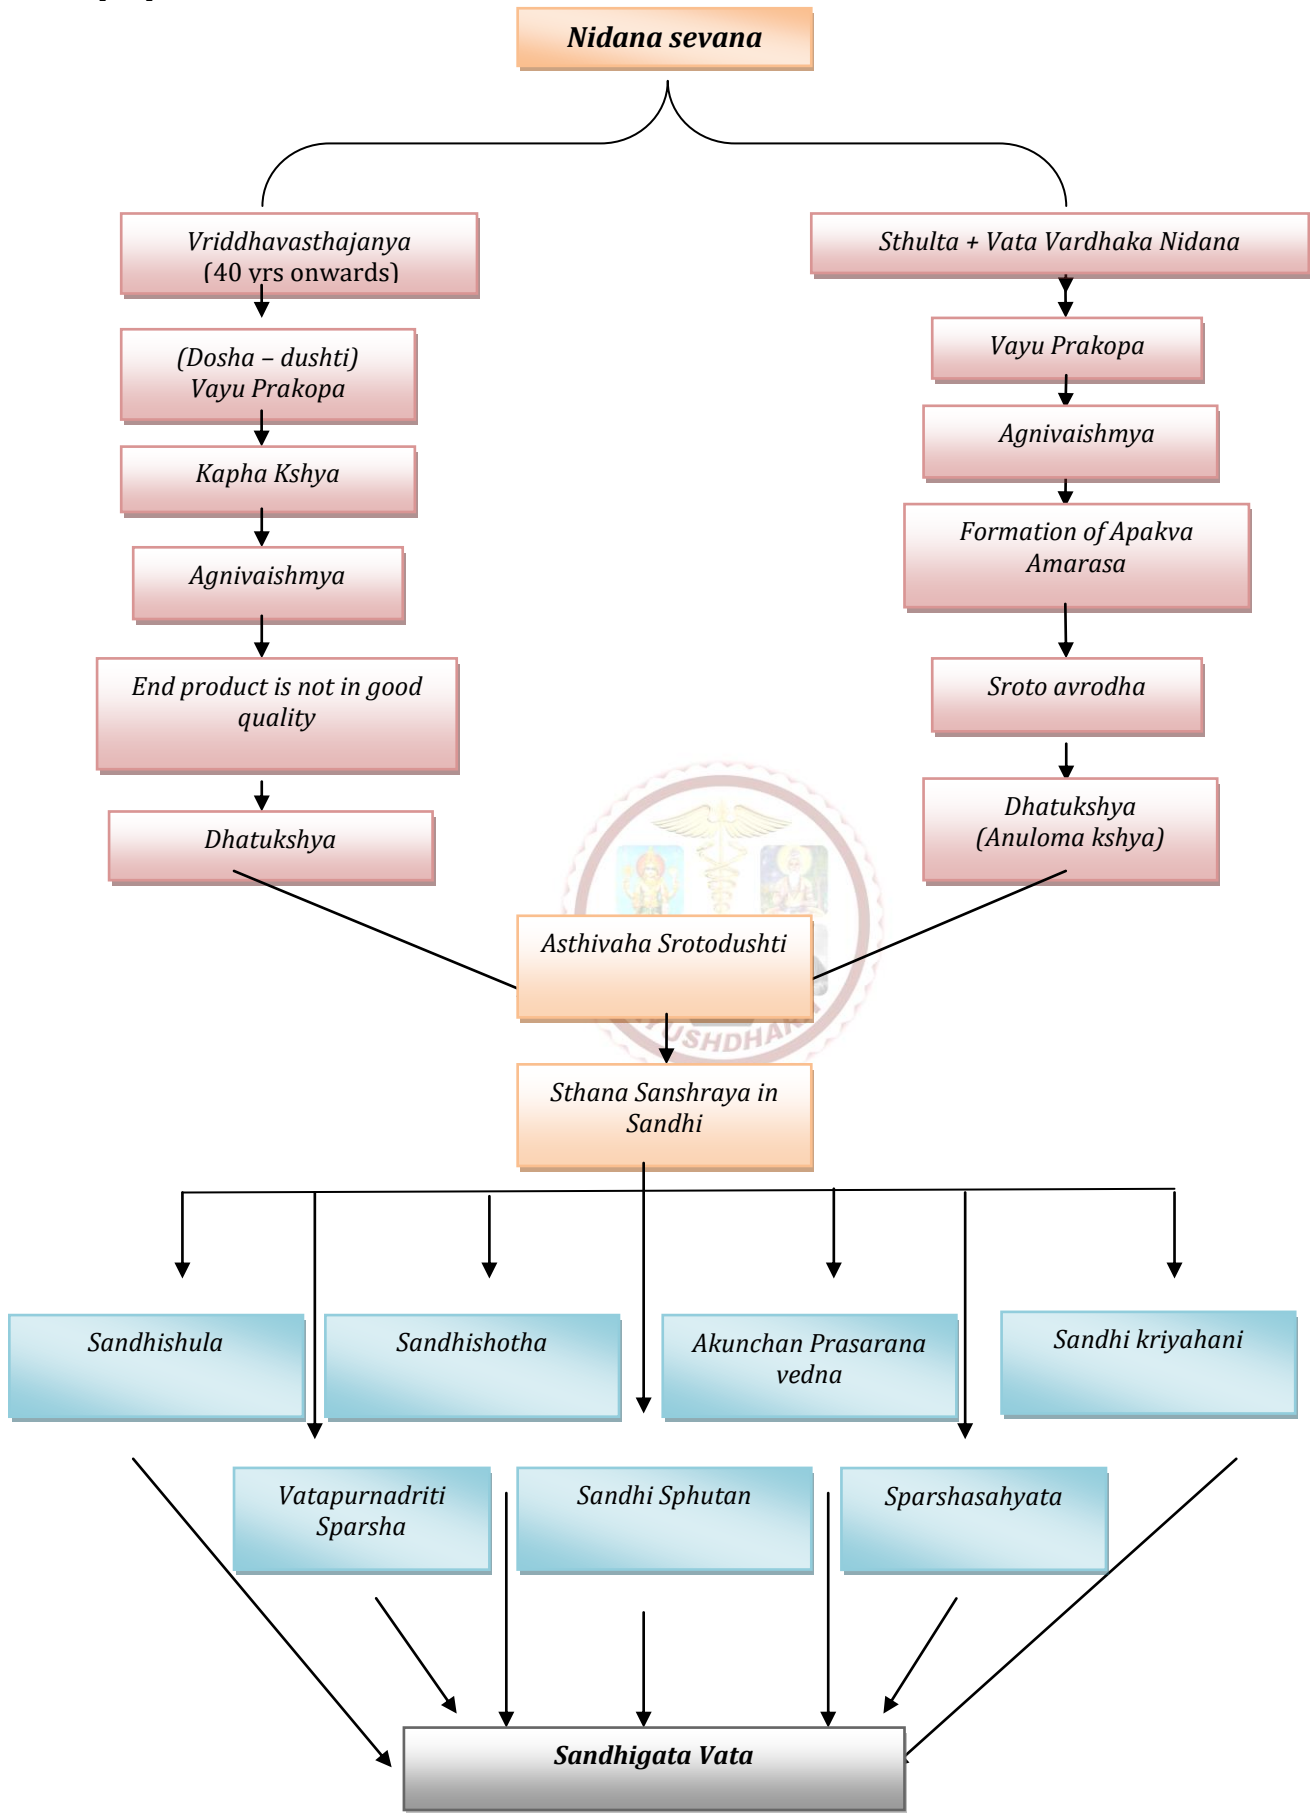 Nidana sevana
Vriddhavasthajanya
(40 yrs onwards)
Sthulta + Vata Vardhaka Nidana
(Dosha – dushti)
Vayu Prakopa
Vayu Prakopa
Kapha Kshya
Agnivaishmya
Agnivaishmya
Formation of Apakva
Amarasa
End product is not in good
quality
Sroto avrodha
Dhatukshya
Dhatukshya
(Anuloma kshya)
Asthivaha Srotodushti
Sthana Sanshraya in
Sandhi
Sandhishula
Sandhishotha
Akunchan Prasarana
vedna
Sandhi kriyahani
Vatapurnadriti
Sparsha
Sandhi Sphutan
Sparshasahyata
Sandhigata Vata